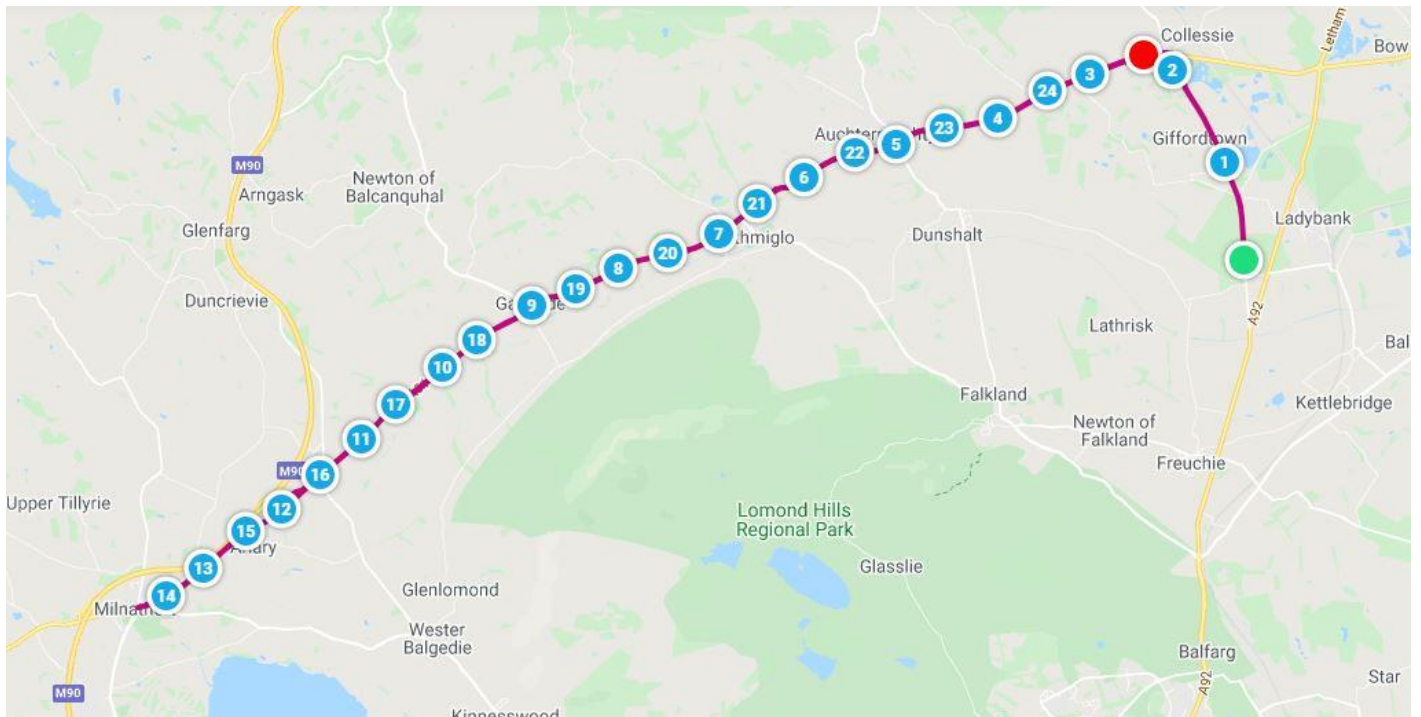 Collessie
Letham
Bow
2
3
24
4
23
5
22
6
21
7
20
8
19
9
18
10
17
11
16
12
15
13
14
1
Giffordtown
M90
Arngask
Newton of
Balcanquhal
Glenfarg
Ladybank
Dunshalt
Duncrievie
A92
Lathrisk
Bal
Falkland
Kettlebridge
Newton of
Falkland
Freuchie
M90
Upper Tillyrie
Lomond Hills
Regional Park
Glasslie
Glenlomond
Wester
Balgedie
Balfarg
Star
A92
M90
Kinnesswood